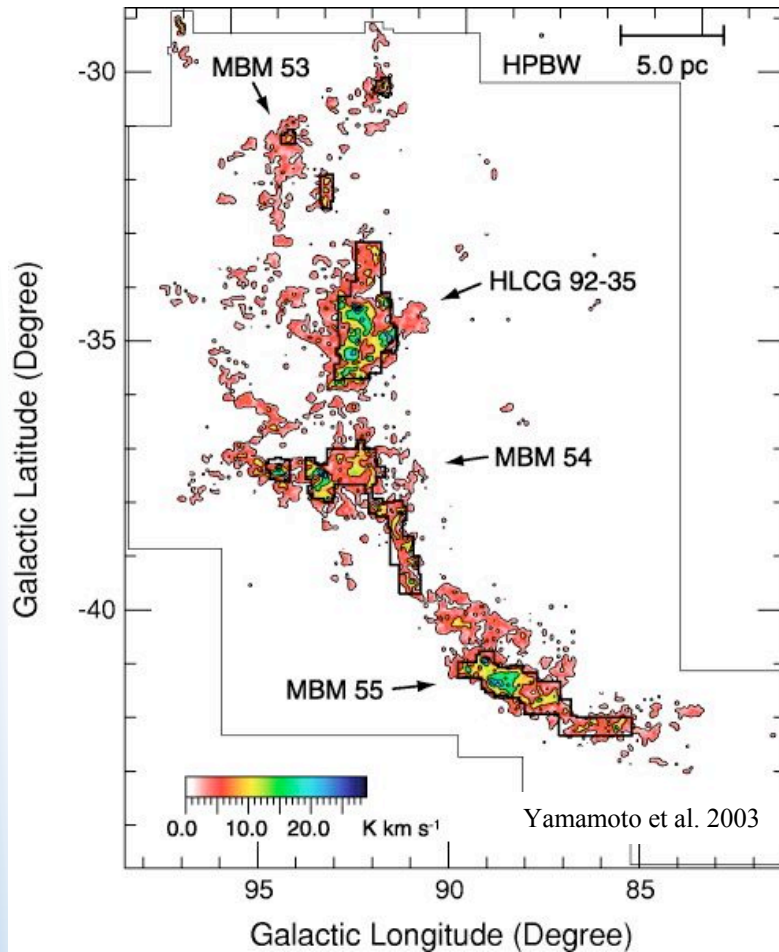 -30
MBM 53
HPBW
5.0 pc
HLCG 92-35
-35
MBM 54
Galactic Latitude (Degree)
-40
MBM 55
0.0 10.0 20.0 K km s⁻¹
Yamamoto et al. 2003
95 90 85
Galactic Longitude (Degree)